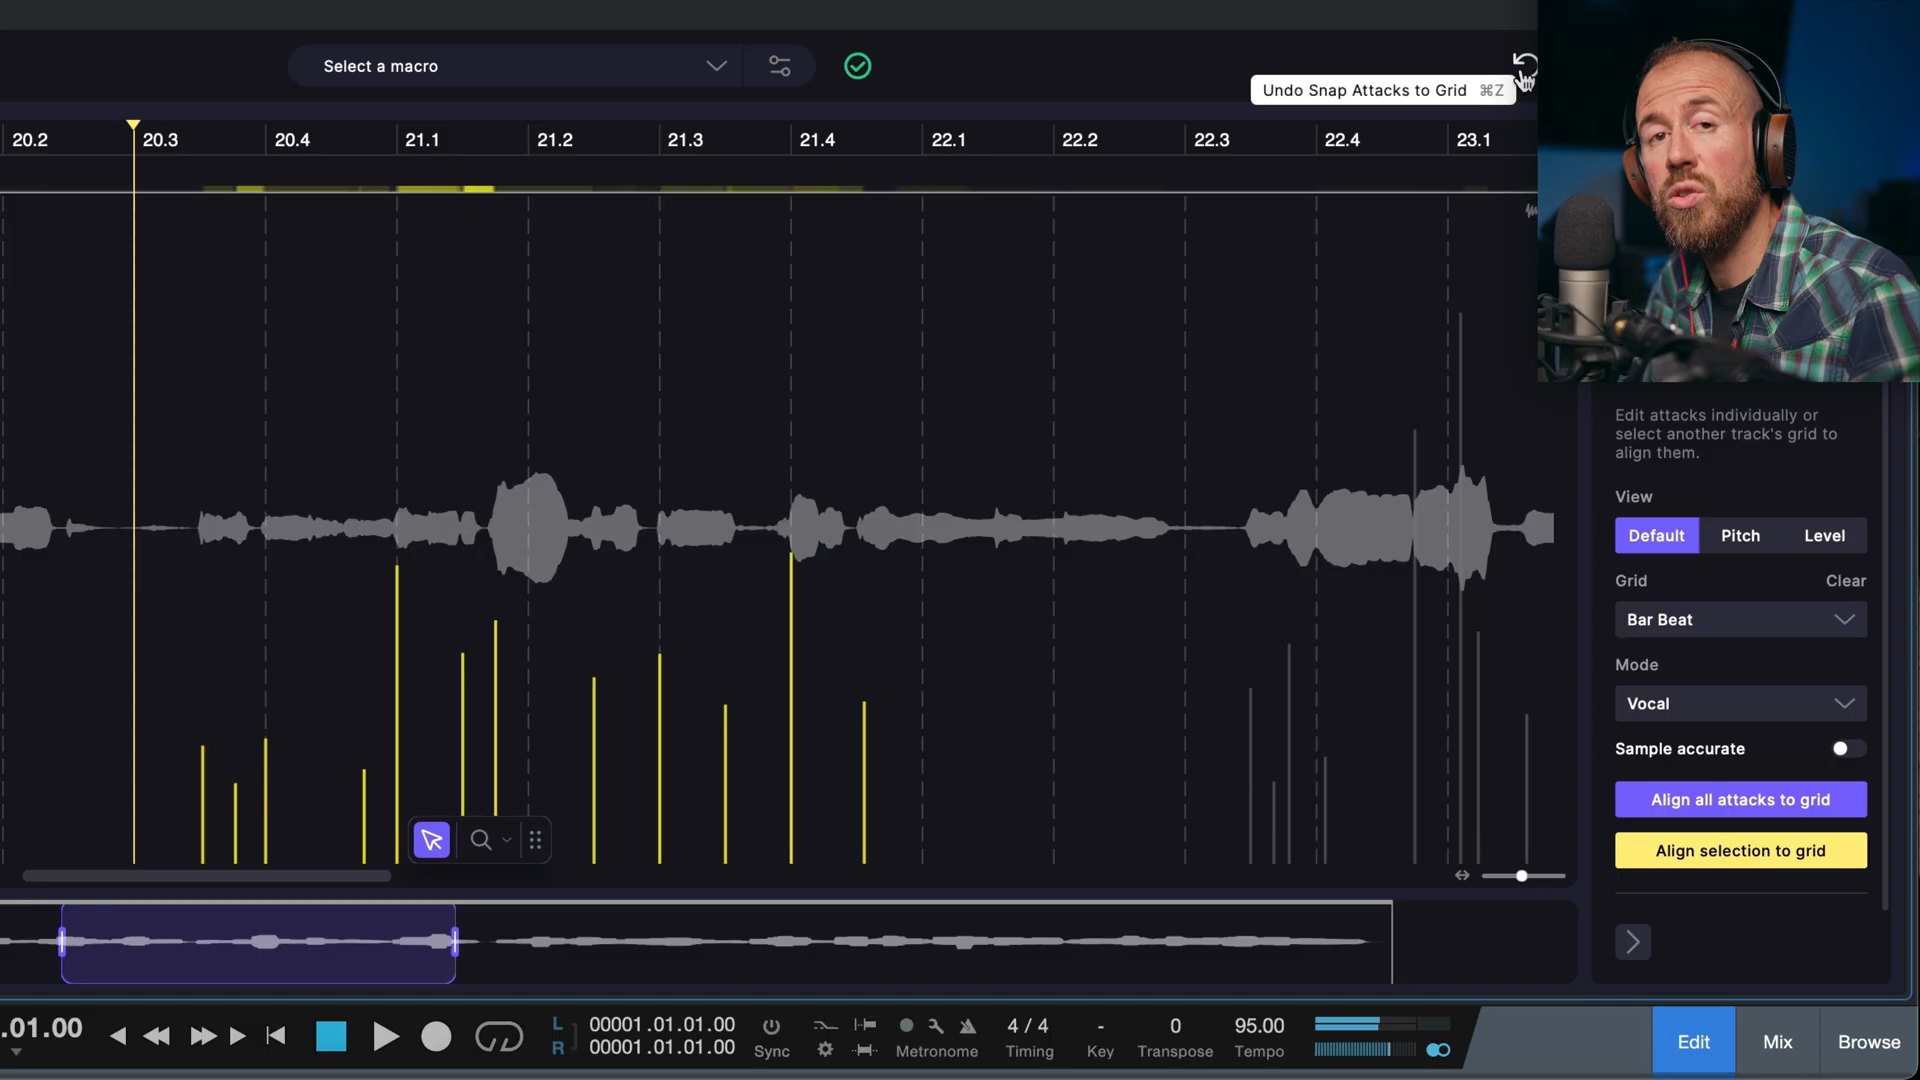 Select a macro
Undo Snap Attacks to Grid ⌘Z
20.2 20.3 20.4 21.1 21.2 21.3 21.4 22.1 22.2 22.3 22.4 23.1
Edit attacks individually or
select another track's grid to
align them.
View
Default Pitch Level
Grid Clear
Bar Beat
Mode
Vocal
Sample accurate
Align all attacks to grid
Align selection to grid
.01.00
L 00001.01.01.00
R 00001.01.01.00
Sync
Metronome
4 / 4
Timing
-
Key
0
Transpose
95.00
Tempo
Edit Mix Browse